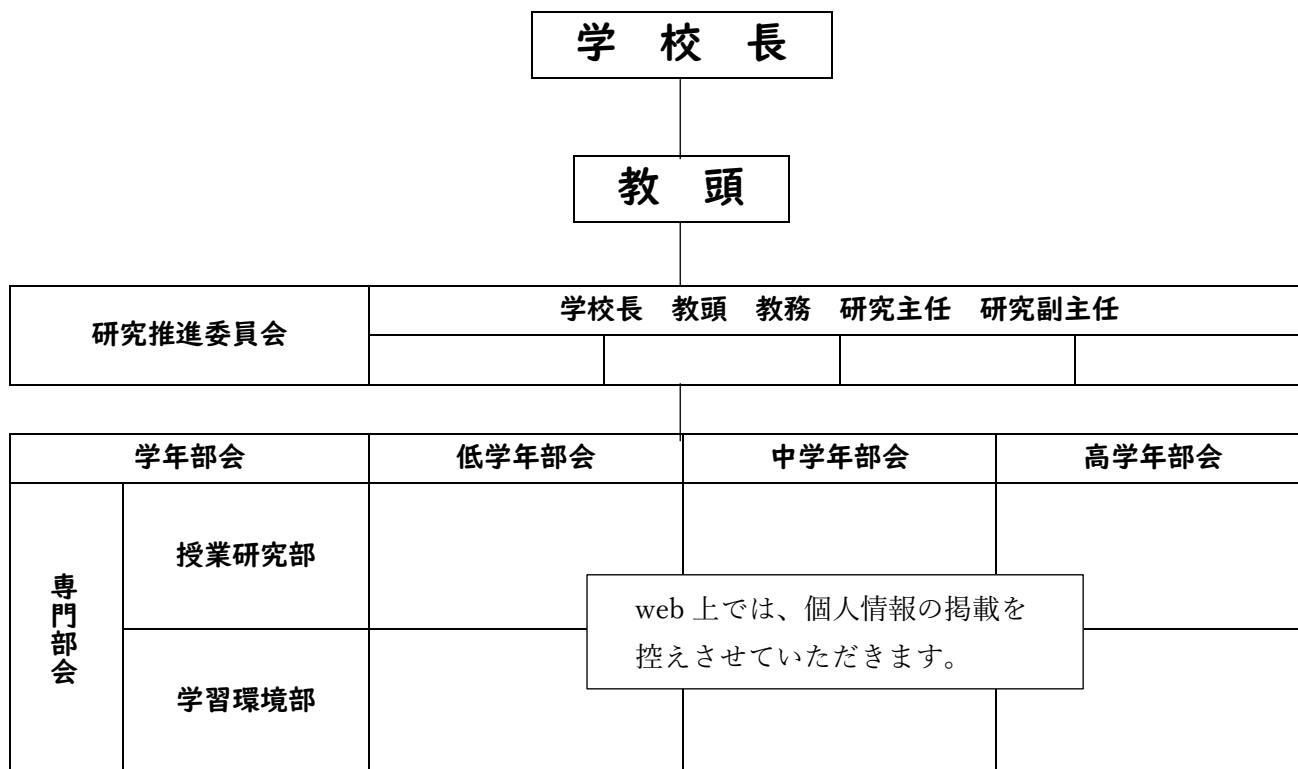 学　校　長
教　頭
研究推進委員会
学校長　教頭　教務　研究主任　研究副主任
学年部会
低学年部会
中学年部会
高学年部会
専門部会
授業研究部
web 上では、個人情報の掲載を
控えさせていただきます。
学習環境部